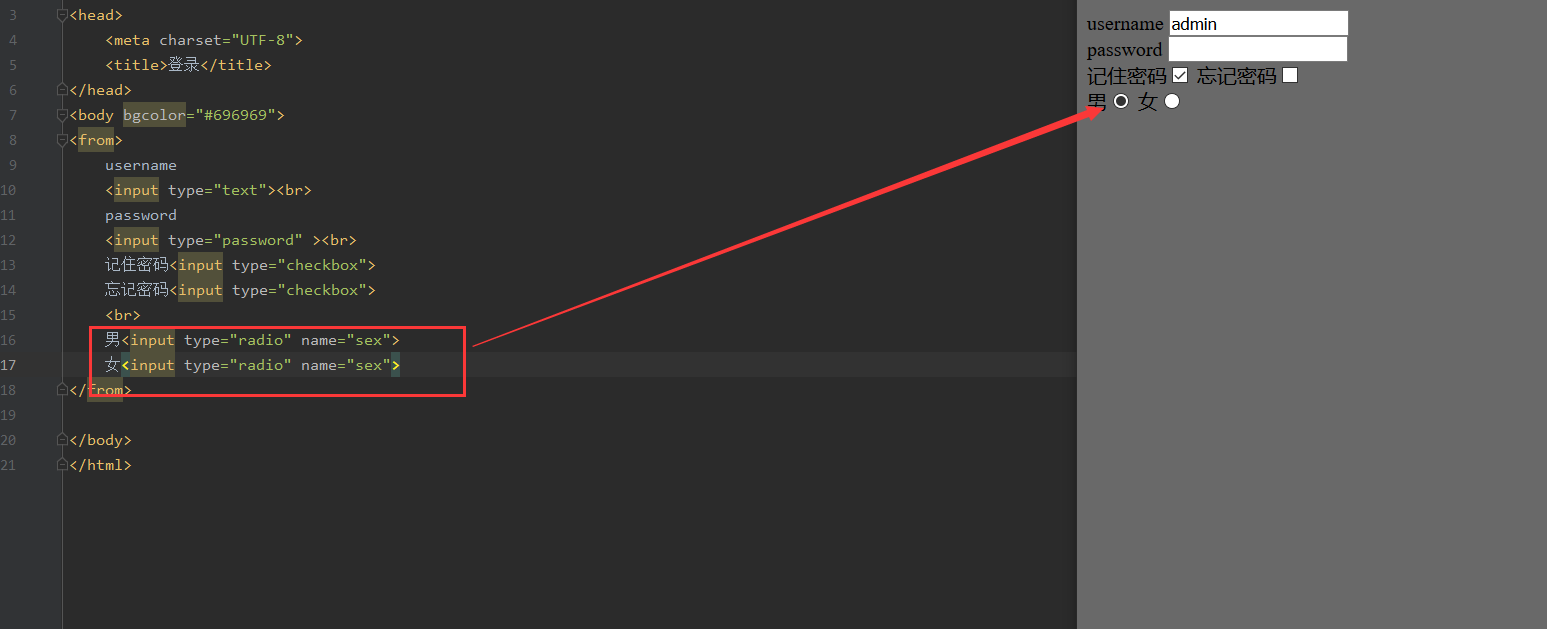 3 <head>
4 <meta charset="UTF-8">
5 <title>登录</title>
6 </head>
7 <body bgcolor="#696969">
8 <from>
9 username
10 <input type="text"><br>
11 password
12 <input type="password" ><br>
13 记住密码<input type="checkbox">
14 忘记密码<input type="checkbox">
15 <br>
16 男<input type="radio" name="sex">
17 女<input type="radio" name="sex">
18 </from>
19
20 </body>
21 </html>
username admin
password
记住密码 忘记密码
男 女